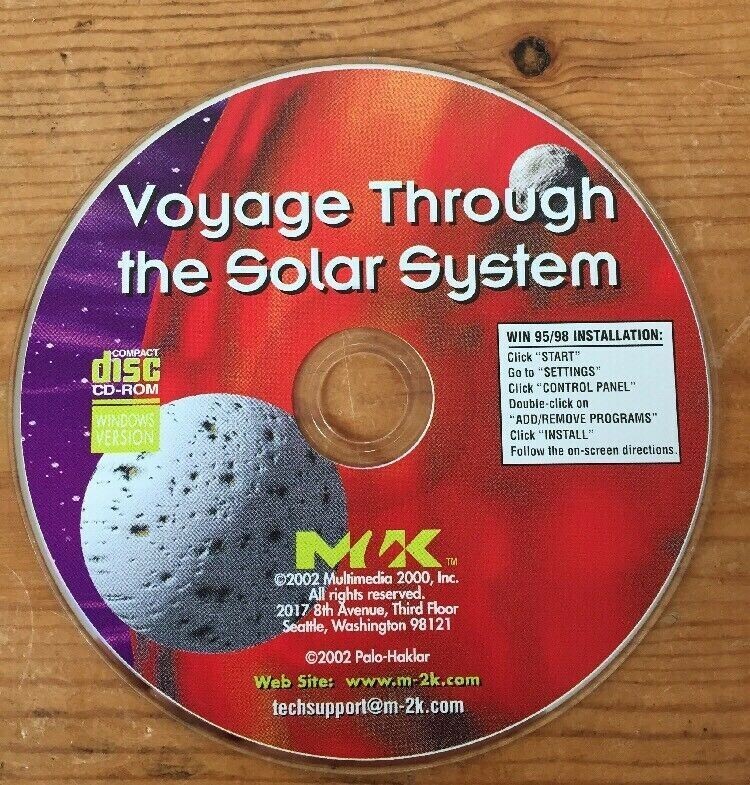 Voyage Through
the Solar System
COMPACT
disc
CD-ROM
WINDOWS
VERSION
WIN 95/98 INSTALLATION:
Click "START"
Go to "SETTINGS"
Click "CONTROL PANEL"
Double-click on
"ADD/REMOVE PROGRAMS"
Click "INSTALL"
Follow the on-screen directions.
M2K™
©2002 Multimedia 2000, Inc.
All rights reserved.
2017 8th Avenue, Third Floor
Seattle, Washington 98121
©2002 Palo-Haklar
Web Site: www.m-2k.com
techsupport@m-2k.com